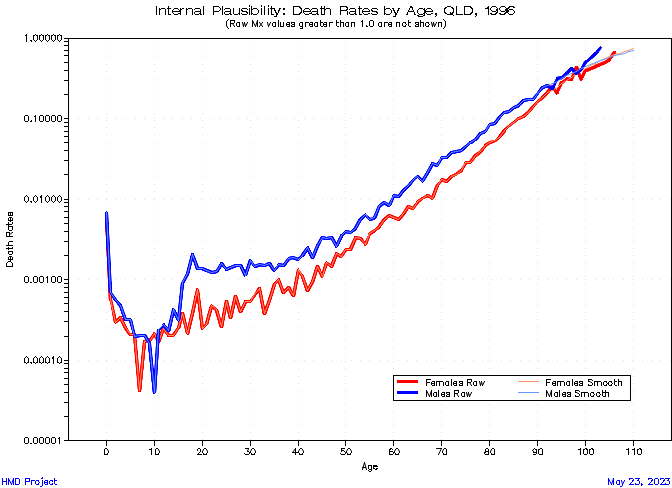 Internal Plausibility: Death Rates by Age, QLD, 1996
(Raw Mx values greater than 1.0 are not shown)
1.00000
0.10000
0.01000
0.00100
0.00010
0.00001
Death Rates
0 10 20 30 40 50 60 70 80 90 100 110
Age
Females Raw Females Smooth
Males Raw Males Smooth
HMD Project May 23, 2023